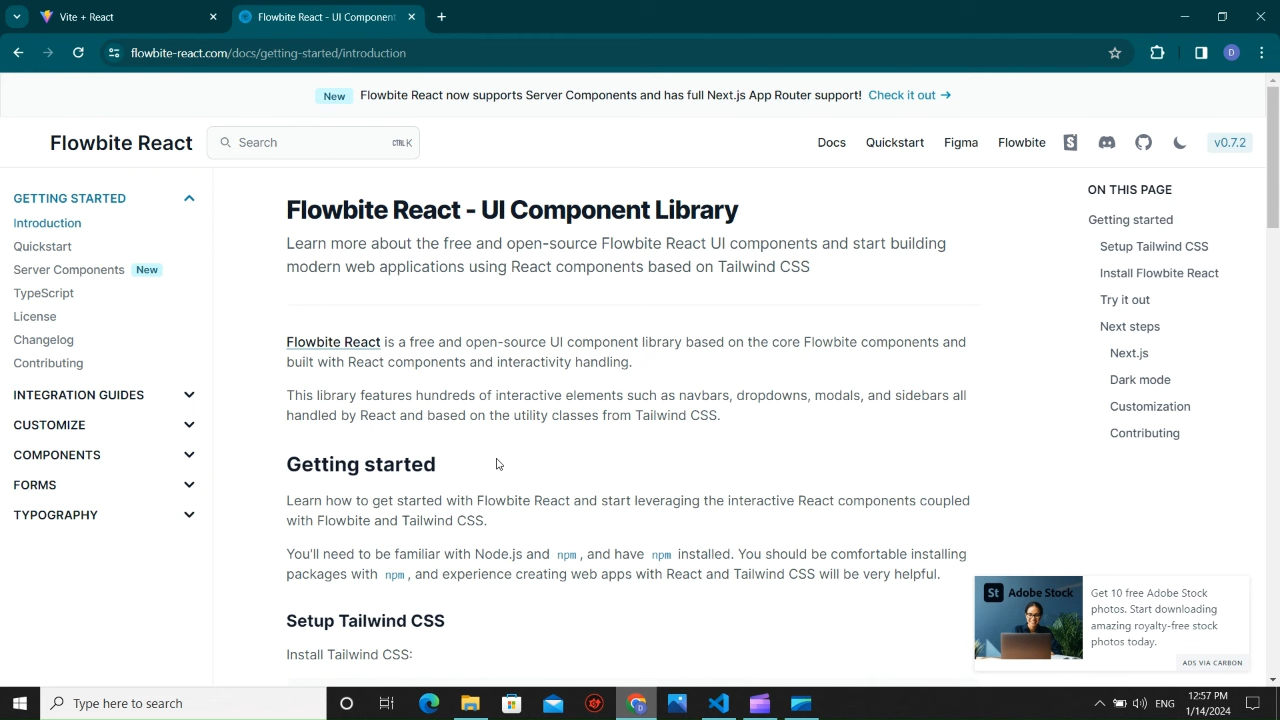 Vite + React
Flowbite React - UI Component
flowbite-react.com/docs/getting-started/introduction
D
New Flowbite React now supports Server Components and has full Next.js App Router support! Check it out →
Flowbite React
Search
CTRL K
Docs
Quickstart
Figma
Flowbite
v0.7.2
GETTING STARTED
Introduction
Quickstart
Server Components New
TypeScript
License
Changelog
Contributing
INTEGRATION GUIDES
CUSTOMIZE
COMPONENTS
FORMS
TYPOGRAPHY
Flowbite React - UI Component Library
Learn more about the free and open-source Flowbite React UI components and start building
modern web applications using React components based on Tailwind CSS
Flowbite React is a free and open-source UI component library based on the core Flowbite components and
built with React components and interactivity handling.
This library features hundreds of interactive elements such as navbars, dropdowns, modals, and sidebars all
handled by React and based on the utility classes from Tailwind CSS.
Getting started
Learn how to get started with Flowbite React and start leveraging the interactive React components coupled
with Flowbite and Tailwind CSS.
You'll need to be familiar with Node.js and npm, and have npm installed. You should be comfortable installing
packages with npm, and experience creating web apps with React and Tailwind CSS will be very helpful.
Setup Tailwind CSS
Install Tailwind CSS:
ON THIS PAGE
Getting started
Setup Tailwind CSS
Install Flowbite React
Try it out
Next steps
Next.js
Dark mode
Customization
Contributing
St Adobe Stock
Get 10 free Adobe Stock
photos. Start downloading
amazing royalty-free stock
photos today.
ADS VIA CARBON
Type here to search
D
ENG
12:57 PM
1/14/2024